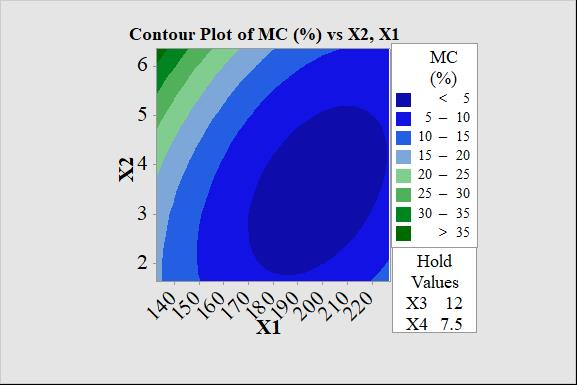 Contour Plot of MC (%) vs X2, X1
X2
6
5
4
3
2
140 150 160 170 180 190 200 210 220
X1
MC
(%)
< 5
5 – 10
10 – 15
15 – 20
20 – 25
25 – 30
30 – 35
> 35
Hold
Values
X3 12
X4 7.5